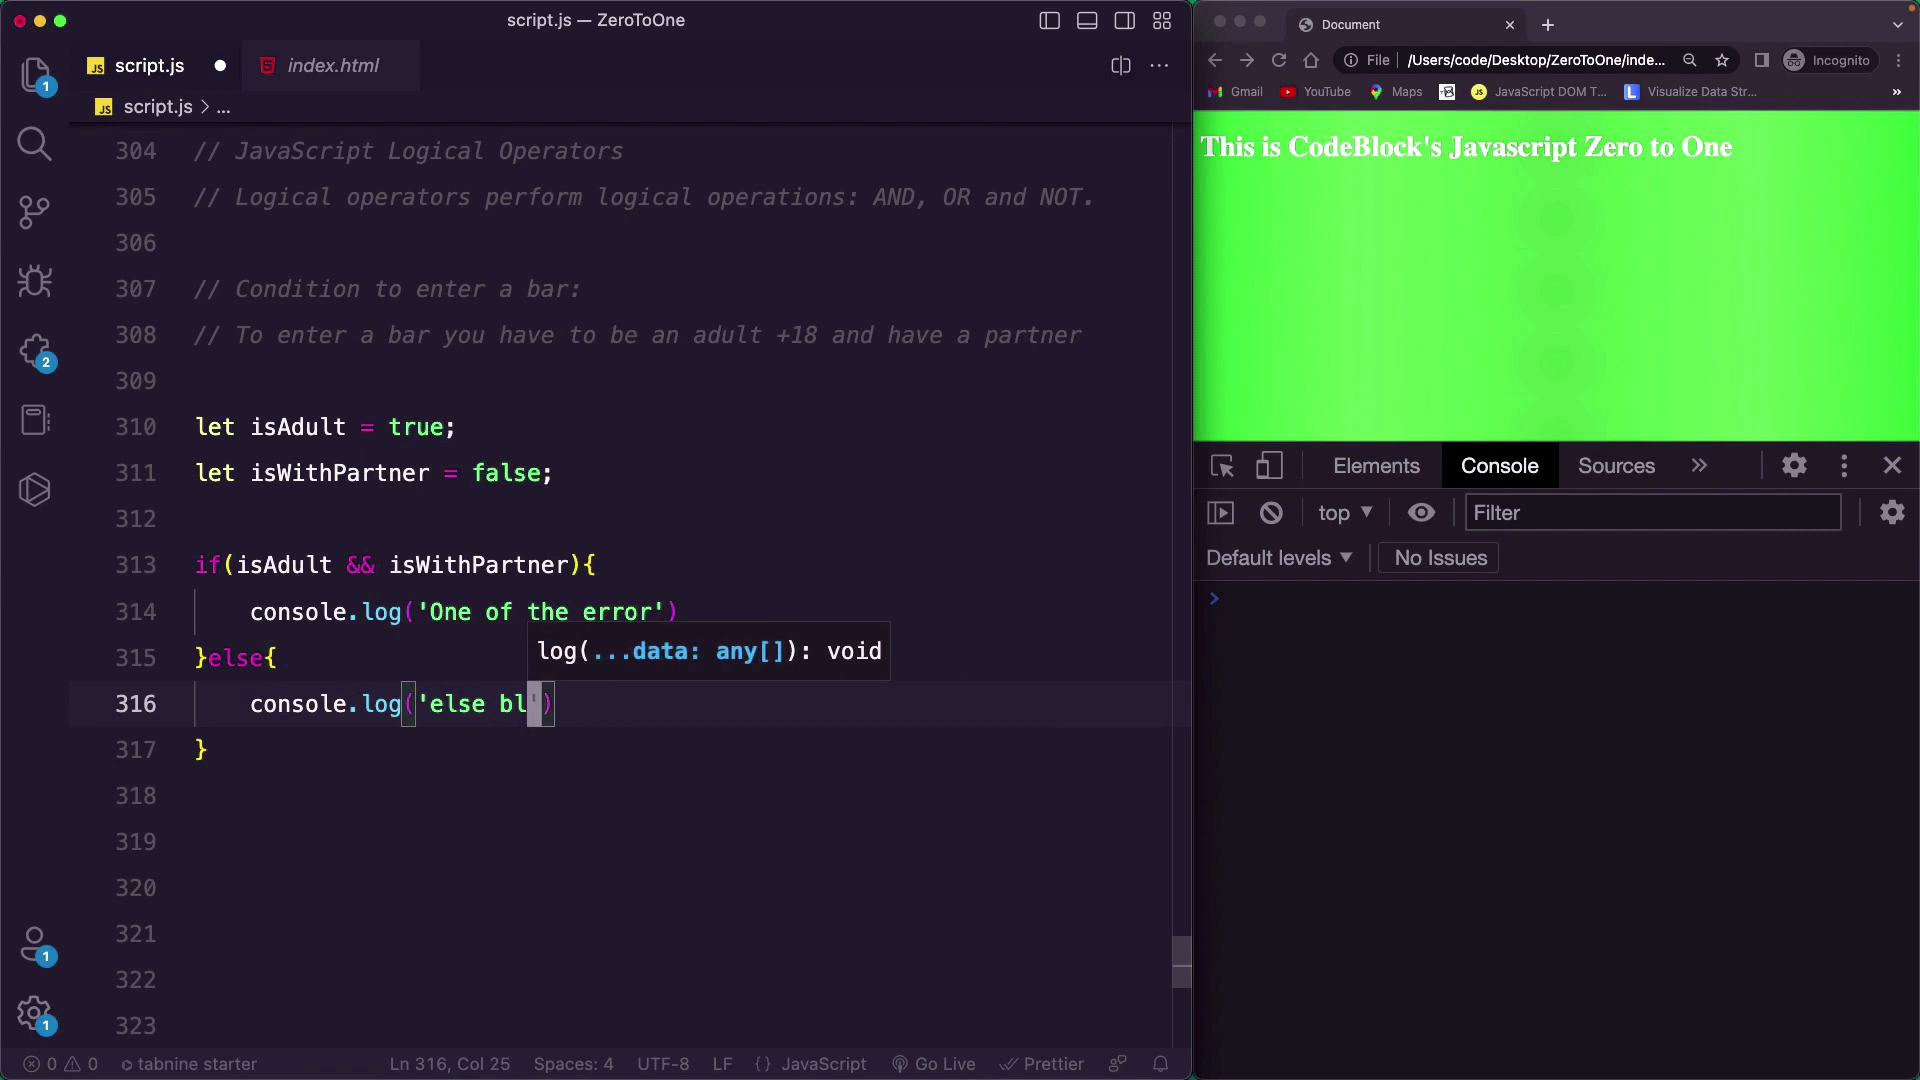 script.js — ZeroToOne
script.js
index.html
script.js > ...
304 // JavaScript Logical Operators
305 // Logical operators perform logical operations: AND, OR and NOT.
306
307 // Condition to enter a bar:
308 // To enter a bar you have to be an adult +18 and have a partner
309
310 let isAdult = true;
311 let isWithPartner = false;
312
313 if(isAdult && isWithPartner){
314 console.log('One of the error')
315 }else{
log(...data: any[]): void
316 console.log('else bl')
317 }
318
319
320
321
322
323
1
2
1
1
0 0 tabnine starter Ln 316, Col 25 Spaces: 4 UTF-8 LF {} JavaScript Go Live Prettier
Document
File /Users/code/Desktop/ZeroToOne/inde... Incognito
Gmail YouTube Maps JavaScript DOM T... Visualize Data Str... »
This is CodeBlock's Javascript Zero to One
Elements Console Sources »
top Filter
Default levels No Issues
>